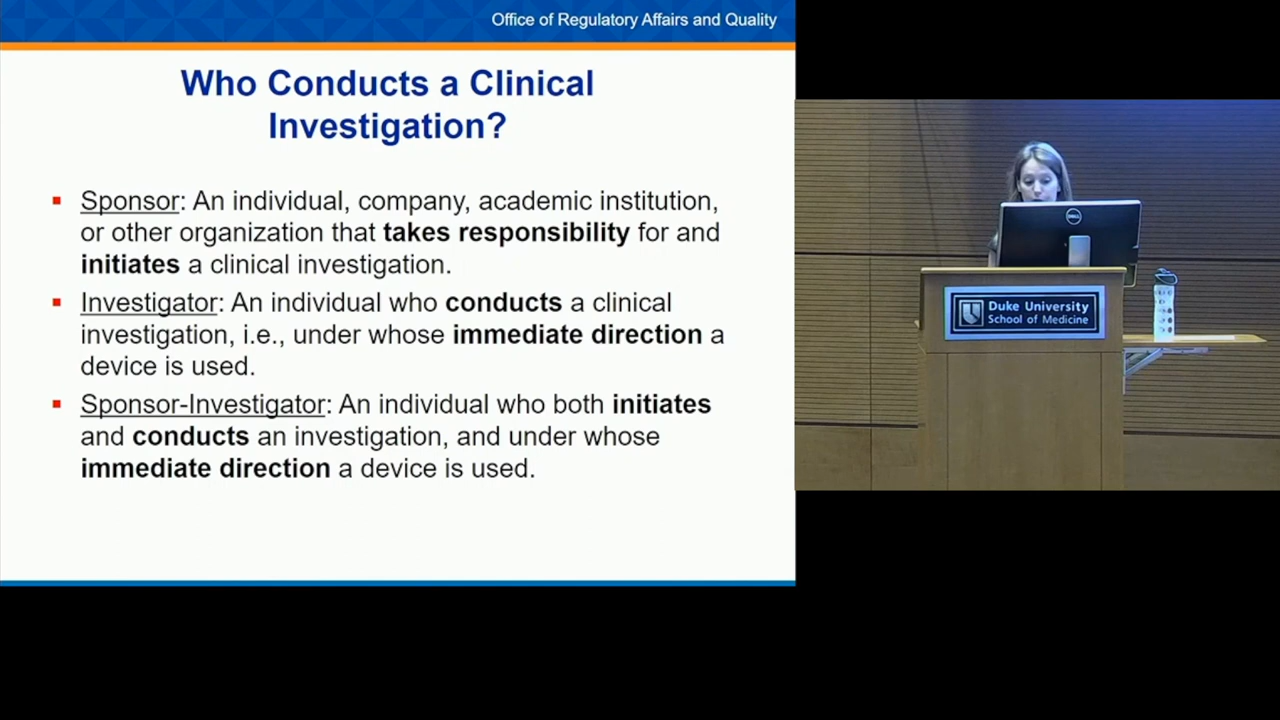 Office of Regulatory Affairs and Quality
Who Conducts a Clinical
Investigation?
▪ Sponsor: An individual, company, academic institution,
or other organization that takes responsibility for and
initiates a clinical investigation.
▪ Investigator: An individual who conducts a clinical
investigation, i.e., under whose immediate direction a
device is used.
▪ Sponsor-Investigator: An individual who both initiates
and conducts an investigation, and under whose
immediate direction a device is used.
DELL
Duke University
School of Medicine